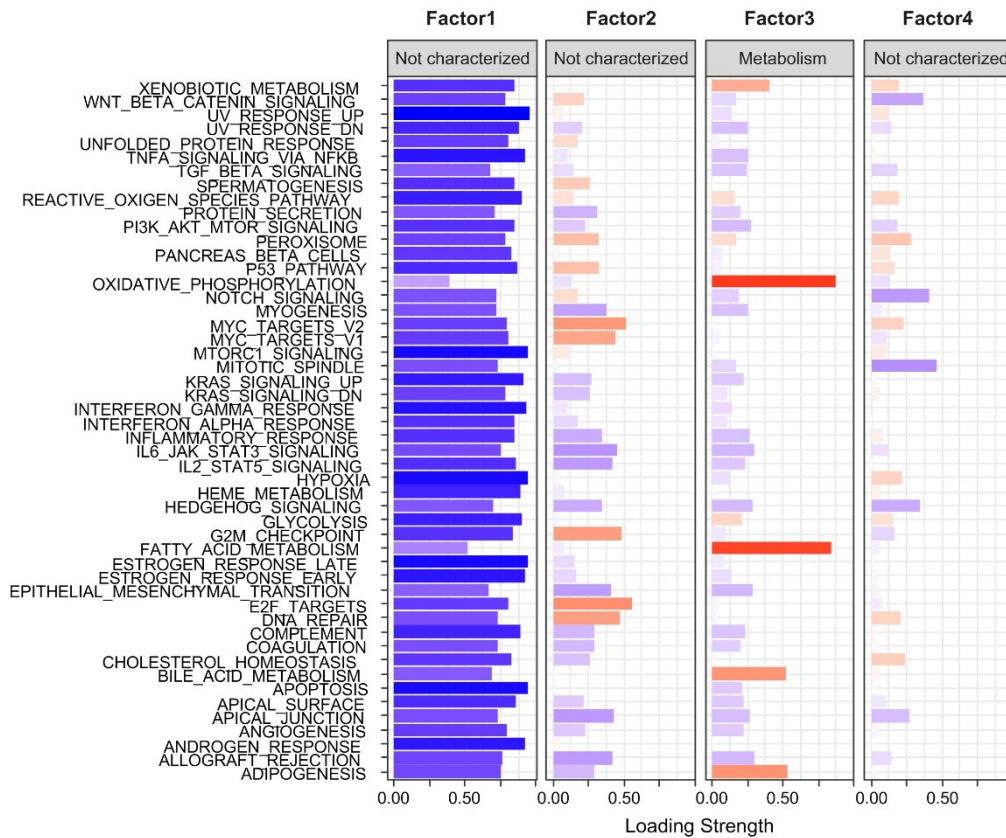 Factor1 Factor2 Factor3 Factor4
Not characterized Not characterized Metabolism Not characterized
XENOBIOTIC_METABOLISM
WNT_BETA_CATENIN_SIGNALING
UV_RESPONSE_UP
UV_RESPONSE_DN
UNFOLDED_PROTEIN_RESPONSE
TNFA_SIGNALING_VIA_NFKB
TGF_BETA_SIGNALING
SPERMATOGENESIS
REACTIVE_OXIGEN_SPECIES_PATHWAY
PROTEIN_SECRETION
PI3K_AKT_MTOR_SIGNALING
PEROXISOME
PANCREAS_BETA_CELLS
P53_PATHWAY
OXIDATIVE_PHOSPHORYLATION
NOTCH_SIGNALING
MYOGENESIS
MYC_TARGETS_V2
MYC_TARGETS_V1
MTORC1_SIGNALING
MITOTIC_SPINDLE
KRAS_SIGNALING_UP
KRAS_SIGNALING_DN
INTERFERON_GAMMA_RESPONSE
INTERFERON_ALPHA_RESPONSE
INFLAMMATORY_RESPONSE
IL6_JAK_STAT3_SIGNALING
IL2_STAT5_SIGNALING
HYPOXIA
HEME_METABOLISM
HEDGEHOG_SIGNALING
GLYCOLYSIS
G2M_CHECKPOINT
FATTY_ACID_METABOLISM
ESTROGEN_RESPONSE_LATE
ESTROGEN_RESPONSE_EARLY
EPITHELIAL_MESENCHYMAL_TRANSITION
E2F_TARGETS
DNA_REPAIR
COMPLEMENT
COAGULATION
CHOLESTEROL_HOMEOSTASIS
BILE_ACID_METABOLISM
APOPTOSIS
APICAL_SURFACE
APICAL_JUNCTION
ANGIOGENESIS
ANDROGEN_RESPONSE
ALLOGRAFT_REJECTION
ADIPOGENESIS
0.00 0.50 0.00 0.50 0.00 0.50 0.00 0.50
Loading Strength